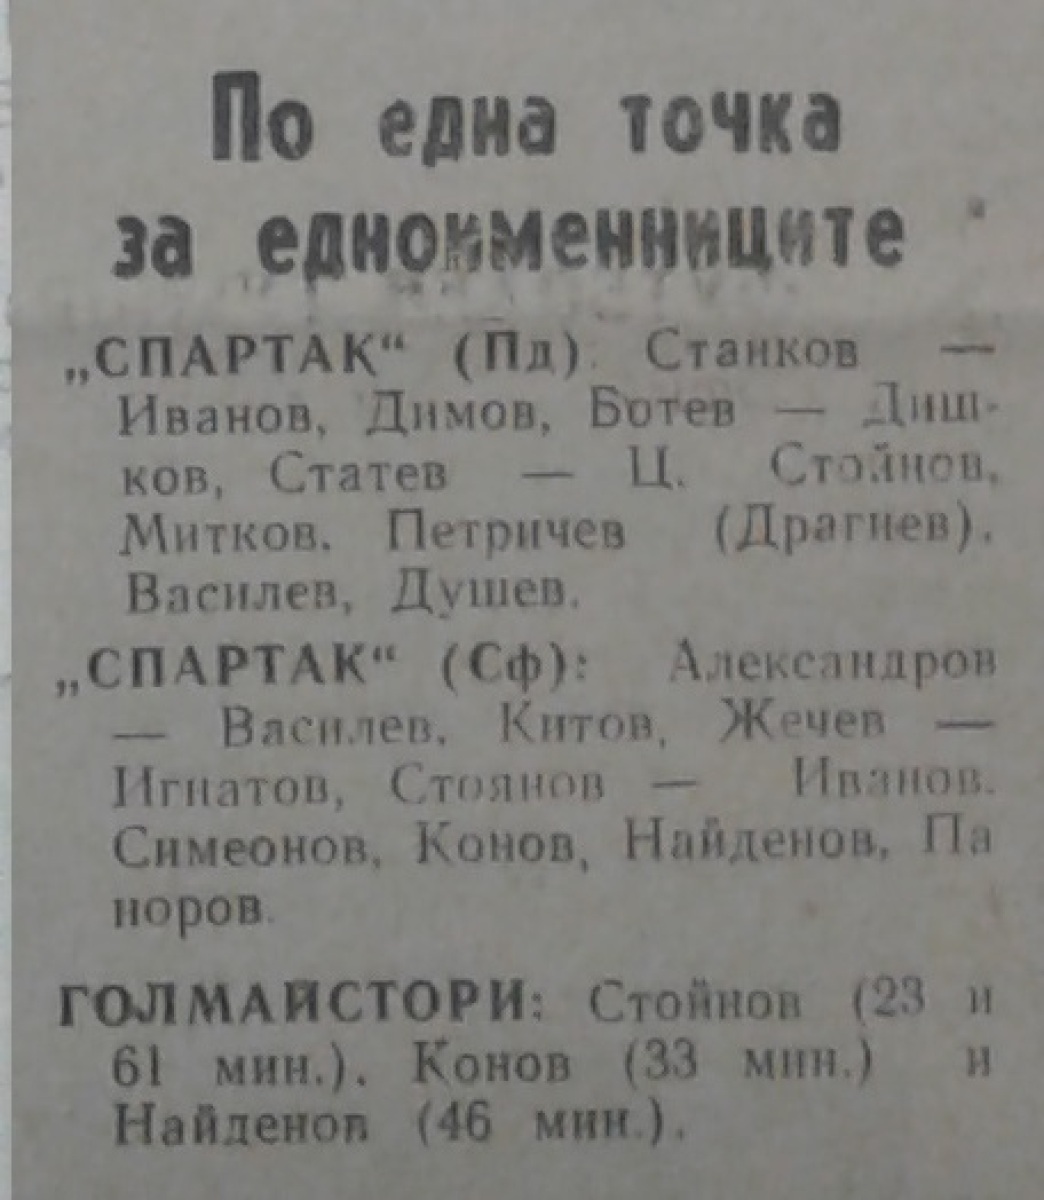 По една точка
за едноименниците
„СПАРТАК“ (Пд): Станков —
Иванов, Димов, Ботев — Диш-
ков, Статев — Ц. Стойнов,
Митков. Петричев (Драгиев).
Василев, Душев.
„СПАРТАК“ (Сф): Александров
— Василев, Китов, Жечев —
Игнатов, Стоянов — Иванов.
Симеонов, Конов, Найденов, Па
норов.
ГОЛМАЙСТОРИ: Стойнов (23 и
61 мин.). Конов (33 мин.) и
Найденов (46 мин.).